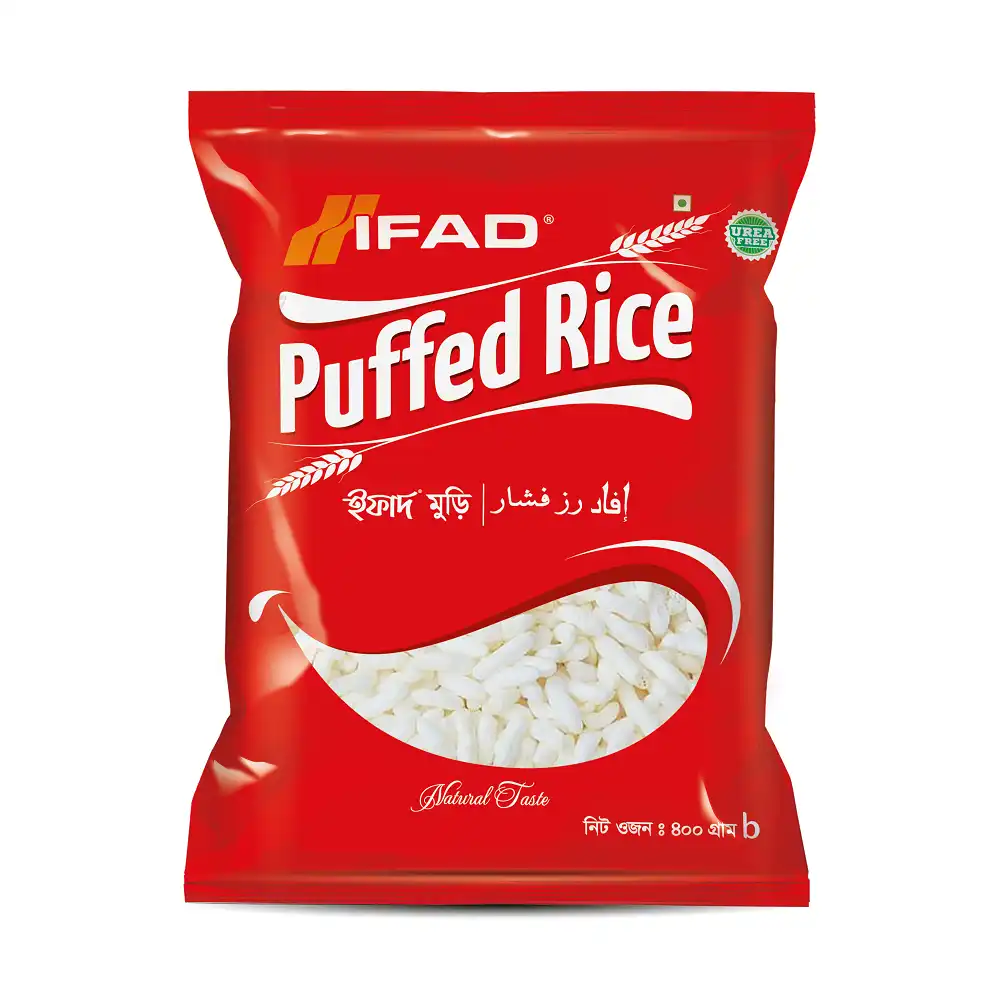 IFAD®
UREA
FREE
Puffed Rice
ইফাদ® মুড়ি | إفاد رز فشار
Natural Taste
নিট ওজন : ৪০০ গ্রাম b